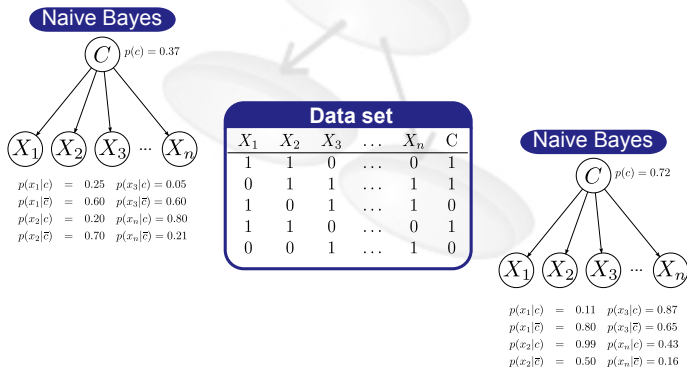 Naive Bayes
C p(c) = 0.37
X₁ X₂ X₃ ... Xₙ
p(x₁|c) = 0.25 p(x₃|c) = 0.05
p(x₁|c̅) = 0.60 p(x₃|c̅) = 0.60
p(x₂|c) = 0.20 p(xₙ|c) = 0.80
p(x₂|c̅) = 0.70 p(xₙ|c̅) = 0.21
Data set
X₁ X₂ X₃ ... Xₙ C
1 1 0 ... 0 1
0 1 1 ... 1 1
1 0 1 ... 1 0
1 1 0 ... 0 1
0 0 1 ... 1 0
Naive Bayes
C p(c) = 0.72
X₁ X₂ X₃ ... Xₙ
p(x₁|c) = 0.11 p(x₃|c) = 0.87
p(x₁|c̅) = 0.80 p(x₃|c̅) = 0.65
p(x₂|c) = 0.99 p(xₙ|c) = 0.43
p(x₂|c̅) = 0.50 p(xₙ|c̅) = 0.16